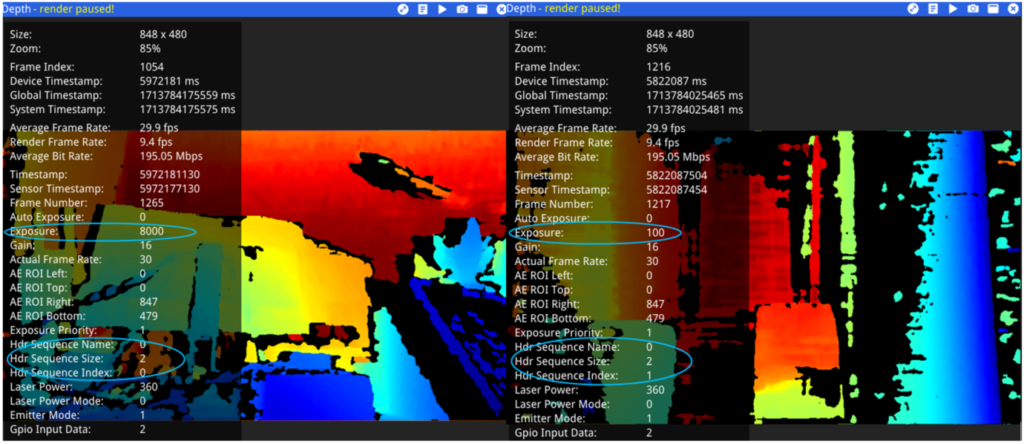 Depth - render paused!
Size: 848 x 480
Zoom: 85%
Frame Index: 1054
Device Timestamp: 5972181 ms
Global Timestamp: 1713784175559 ms
System Timestamp: 1713784175575 ms
Average Frame Rate: 29.9 fps
Render Frame Rate: 9.4 fps
Average Bit Rate: 195.05 Mbps
Timestamp: 5972181130
Sensor Timestamp: 5972177130
Frame Number: 1265
Auto Exposure: 0
Exposure: 8000
Gain: 16
Actual Frame Rate: 30
AE ROI Left: 0
AE ROI Top: 0
AE ROI Right: 847
AE ROI Bottom: 479
Exposure Priority: 1
Hdr Sequence Name: 0
Hdr Sequence Size: 2
Hdr Sequence Index: 0
Laser Power: 360
Laser Power Mode: 0
Emitter Mode: 1
Gpio Input Data: 2
Depth - render paused!
Size: 848 x 480
Zoom: 85%
Frame Index: 1216
Device Timestamp: 5822087 ms
Global Timestamp: 1713784025465 ms
System Timestamp: 1713784025481 ms
Average Frame Rate: 29.9 fps
Render Frame Rate: 9.4 fps
Average Bit Rate: 195.05 Mbps
Timestamp: 5822087504
Sensor Timestamp: 5822087454
Frame Number: 1217
Auto Exposure: 0
Exposure: 100
Gain: 16
Actual Frame Rate: 30
AE ROI Left: 0
AE ROI Top: 0
AE ROI Right: 847
AE ROI Bottom: 479
Exposure Priority: 1
Hdr Sequence Name: 0
Hdr Sequence Size: 2
Hdr Sequence Index: 1
Laser Power: 360
Laser Power Mode: 0
Emitter Mode: 1
Gpio Input Data: 2